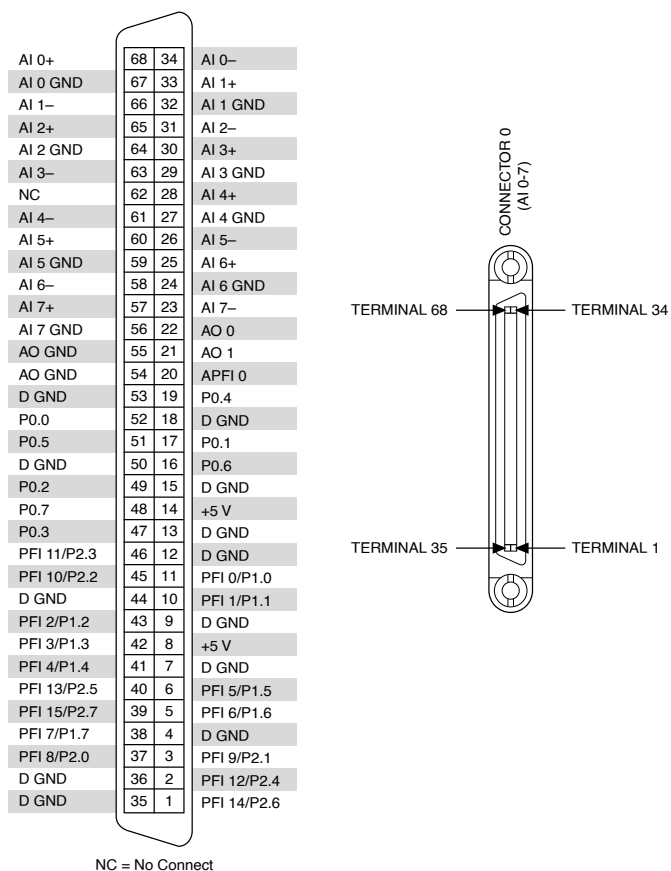 AI 0+ 68 34 AI 0–
AI 0 GND 67 33 AI 1+
AI 1– 66 32 AI 1 GND
AI 2+ 65 31 AI 2–
AI 2 GND 64 30 AI 3+
AI 3– 63 29 AI 3 GND
NC 62 28 AI 4+
AI 4– 61 27 AI 4 GND
AI 5+ 60 26 AI 5–
AI 5 GND 59 25 AI 6+
AI 6– 58 24 AI 6 GND
AI 7+ 57 23 AI 7–
AI 7 GND 56 22 AO 0
AO GND 55 21 AO 1
AO GND 54 20 APFI 0
D GND 53 19 P0.4
P0.0 52 18 D GND
P0.5 51 17 P0.1
D GND 50 16 P0.6
P0.2 49 15 D GND
P0.7 48 14 +5 V
P0.3 47 13 D GND
PFI 11/P2.3 46 12 D GND
PFI 10/P2.2 45 11 PFI 0/P1.0
D GND 44 10 PFI 1/P1.1
PFI 2/P1.2 43 9 D GND
PFI 3/P1.3 42 8 +5 V
PFI 4/P1.4 41 7 D GND
PFI 13/P2.5 40 6 PFI 5/P1.5
PFI 15/P2.7 39 5 PFI 6/P1.6
PFI 7/P1.7 38 4 D GND
PFI 8/P2.0 37 3 PFI 9/P2.1
D GND 36 2 PFI 12/P2.4
D GND 35 1 PFI 14/P2.6
NC = No Connect
CONNECTOR 0
(AI 0-7)
TERMINAL 68 TERMINAL 34
TERMINAL 35 TERMINAL 1